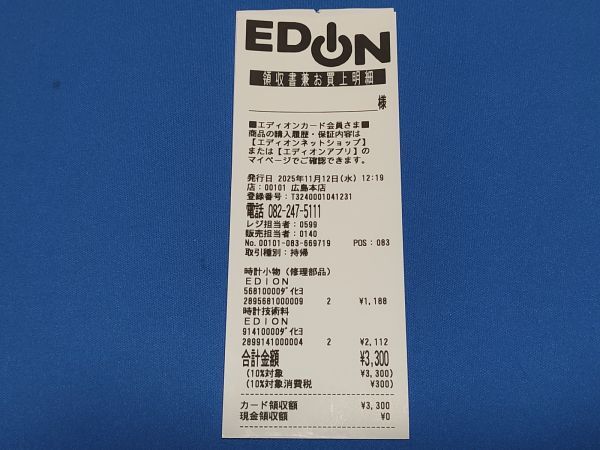 EDION
領収書兼お買上明細
様
■エディオンカード会員さま■
商品の購入履歴・保証内容は
【エディオンネットショップ】
または【エディオンアプリ】の
マイページでご確認できます。
発行日 2025年11月12日(水) 12:19
店：00101 広島本店
登録番号：T3240001041231
電話 082-247-5111
レジ担当者：0599
販売担当者：0140
No.00101-083-669719 POS：083
取引種別：持帰
時計小物（修理部品）
ＥＤＩＯＮ
56810000ﾀﾞｲﾋﾖ
2895681000009 2 ¥1,188
時計技術料
ＥＤＩＯＮ
91410000ﾀﾞｲﾋﾖ
2899141000004 2 ¥2,112
合計金額 ¥3,300
(10%対象 ¥3,300)
(10%対象消費税 ¥300)
カード領収額 ¥3,300
現金領収額 ¥0